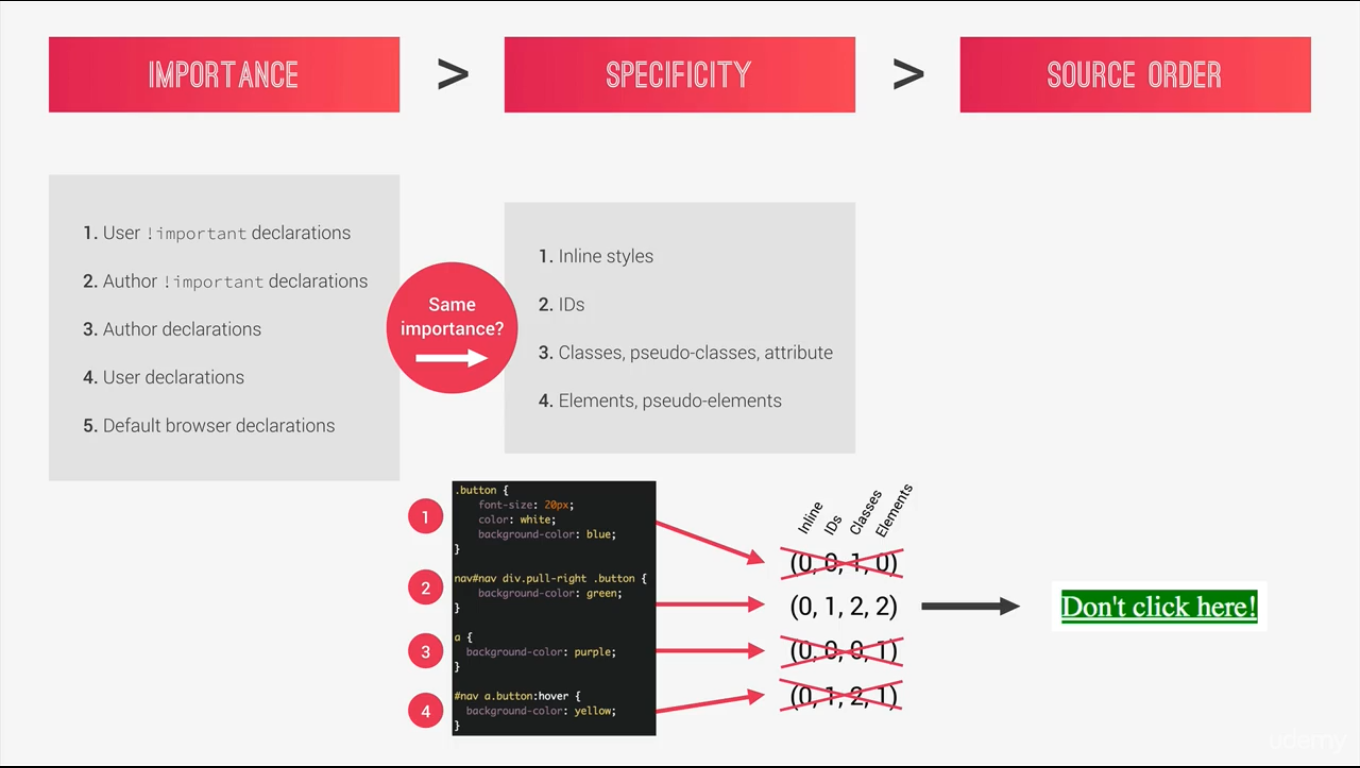 IMPORTANCE > SPECIFICITY > SOURCE ORDER
1. User !important declarations
2. Author !important declarations
3. Author declarations
4. User declarations
5. Default browser declarations
Same
importance?
1. Inline styles
2. IDs
3. Classes, pseudo-classes, attribute
4. Elements, pseudo-elements
1
.button {
font-size: 20px;
color: white;
background-color: blue;
}
2
nav#nav div.pull-right .button {
background-color: green;
}
3
a {
background-color: purple;
}
4
#nav a.button:hover {
background-color: yellow;
}
Inline
IDs
Classes
Elements
(0, 0, 1, 0)
(0, 1, 2, 2)
(0, 0, 0, 1)
(0, 1, 2, 1)
Don't click here!
udemy